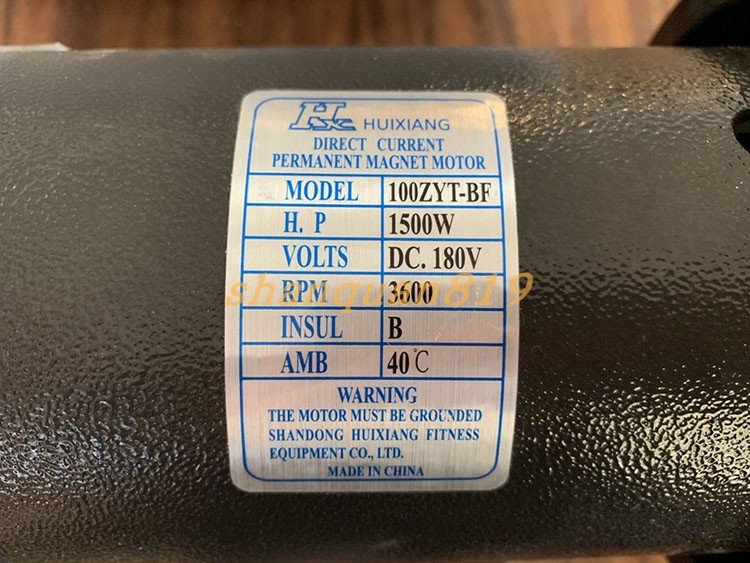 HX HUIXIANG
DIRECT CURRENT
PERMANENT MAGNET MOTOR
MODEL 100ZYT-BF
H. P 1500W
VOLTS DC. 180V
RPM 3600
shanquan819
INSUL B
AMB 40℃
WARNING
THE MOTOR MUST BE GROUNDED
SHANDONG HUIXIANG FITNESS
EQUIPMENT CO., LTD.
MADE IN CHINA